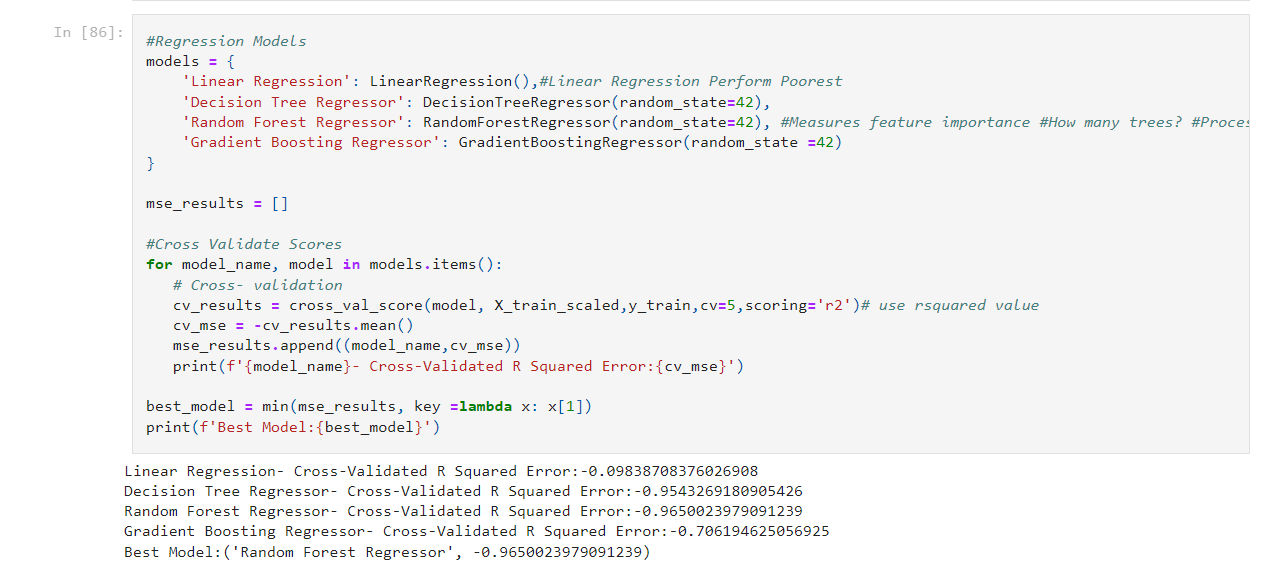 In [86]:
#Regression Models
models = {
    'Linear Regression': LinearRegression(),#Linear Regression Perform Poorest
    'Decision Tree Regressor': DecisionTreeRegressor(random_state=42),
    'Random Forest Regressor': RandomForestRegressor(random_state=42), #Measures feature importance #How many trees? #Proces
    'Gradient Boosting Regressor': GradientBoostingRegressor(random_state =42)
}
mse_results = []
#Cross Validate Scores
for model_name, model in models.items():
   # Cross- validation
   cv_results = cross_val_score(model, X_train_scaled,y_train,cv=5,scoring='r2')# use rsquared value
   cv_mse = -cv_results.mean()
   mse_results.append((model_name,cv_mse))
   print(f'{model_name}- Cross-Validated R Squared Error:{cv_mse}')
best_model = min(mse_results, key =lambda x: x[1])
print(f'Best Model:{best_model}')
Linear Regression- Cross-Validated R Squared Error:-0.09838708376026908
Decision Tree Regressor- Cross-Validated R Squared Error:-0.9543269180905426
Random Forest Regressor- Cross-Validated R Squared Error:-0.9650023979091239
Gradient Boosting Regressor- Cross-Validated R Squared Error:-0.706194625056925
Best Model:('Random Forest Regressor', -0.9650023979091239)